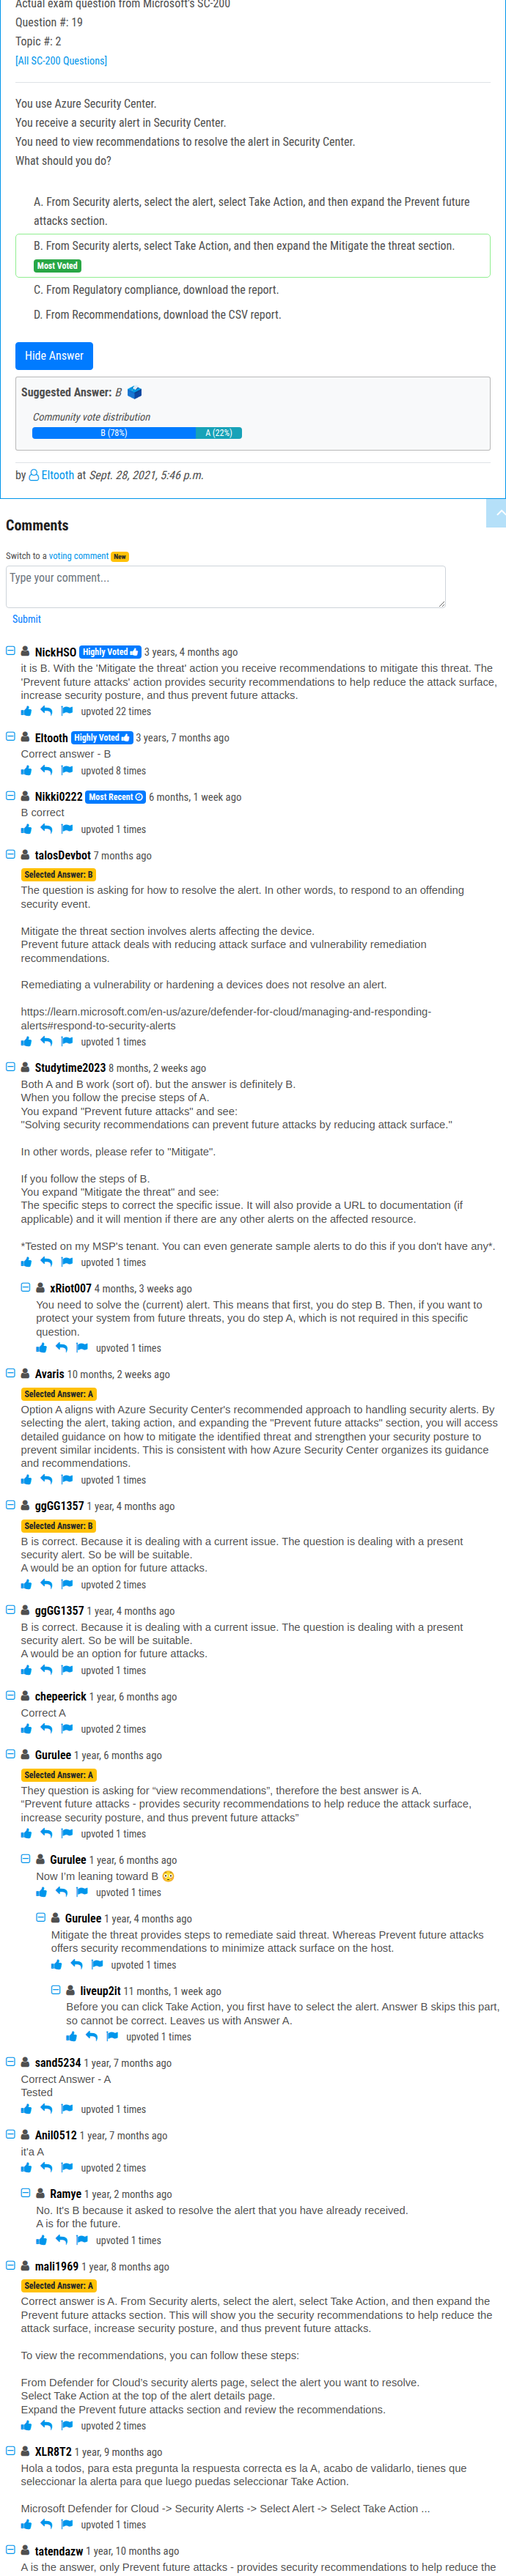 Actual exam question from Microsoft's SC-200
Question #: 19
Topic #: 2
[All SC-200 Questions]
You use Azure Security Center.
You receive a security alert in Security Center.
You need to view recommendations to resolve the alert in Security Center.
What should you do?
A. From Security alerts, select the alert, select Take Action, and then expand the Prevent future
attacks section.
B. From Security alerts, select Take Action, and then expand the Mitigate the threat section.
Most Voted
C. From Regulatory compliance, download the report.
D. From Recommendations, download the CSV report.
Hide Answer
Suggested Answer: B
Community vote distribution
B (78%) A (22%)
by Eltooth at Sept. 28, 2021, 5:46 p.m.
Comments
Switch to a voting comment New
Type your comment...
Submit
NickHSO Highly Voted 3 years, 4 months ago
it is B. With the 'Mitigate the threat' action you receive recommendations to mitigate this threat. The
'Prevent future attacks' action provides security recommendations to help reduce the attack surface,
increase security posture, and thus prevent future attacks.
upvoted 22 times
Eltooth Highly Voted 3 years, 7 months ago
Correct answer - B
upvoted 8 times
Nikki0222 Most Recent 6 months, 1 week ago
B correct
upvoted 1 times
talosDevbot 7 months ago
Selected Answer: B
The question is asking for how to resolve the alert. In other words, to respond to an offending
security event.
Mitigate the threat section involves alerts affecting the device.
Prevent future attack deals with reducing attack surface and vulnerability remediation
recommendations.
Remediating a vulnerability or hardening a devices does not resolve an alert.
https://learn.microsoft.com/en-us/azure/defender-for-cloud/managing-and-responding-
alerts#respond-to-security-alerts
upvoted 1 times
Studytime2023 8 months, 2 weeks ago
Both A and B work (sort of). but the answer is definitely B.
When you follow the precise steps of A.
You expand "Prevent future attacks" and see:
"Solving security recommendations can prevent future attacks by reducing attack surface."
In other words, please refer to "Mitigate".
If you follow the steps of B.
You expand "Mitigate the threat" and see:
The specific steps to correct the specific issue. It will also provide a URL to documentation (if
applicable) and it will mention if there are any other alerts on the affected resource.
*Tested on my MSP's tenant. You can even generate sample alerts to do this if you don't have any*.
upvoted 1 times
xRiot007 4 months, 3 weeks ago
You need to solve the (current) alert. This means that first, you do step B. Then, if you want to
protect your system from future threats, you do step A, which is not required in this specific
question.
upvoted 1 times
Avaris 10 months, 2 weeks ago
Selected Answer: A
Option A aligns with Azure Security Center's recommended approach to handling security alerts. By
selecting the alert, taking action, and expanding the "Prevent future attacks" section, you will access
detailed guidance on how to mitigate the identified threat and strengthen your security posture to
prevent similar incidents. This is consistent with how Azure Security Center organizes its guidance
and recommendations.
upvoted 1 times
ggGG1357 1 year, 4 months ago
Selected Answer: B
B is correct. Because it is dealing with a current issue. The question is dealing with a present
security alert. So be will be suitable.
A would be an option for future attacks.
upvoted 2 times
ggGG1357 1 year, 4 months ago
B is correct. Because it is dealing with a current issue. The question is dealing with a present
security alert. So be will be suitable.
A would be an option for future attacks.
upvoted 1 times
chepeerick 1 year, 6 months ago
Correct A
upvoted 2 times
Gurulee 1 year, 6 months ago
Selected Answer: A
They question is asking for “view recommendations”, therefore the best answer is A.
“Prevent future attacks - provides security recommendations to help reduce the attack surface,
increase security posture, and thus prevent future attacks”
upvoted 1 times
Gurulee 1 year, 6 months ago
Now I’m leaning toward B 😳
upvoted 1 times
Gurulee 1 year, 4 months ago
Mitigate the threat provides steps to remediate said threat. Whereas Prevent future attacks
offers security recommendations to minimize attack surface on the host.
upvoted 1 times
liveup2it 11 months, 1 week ago
Before you can click Take Action, you first have to select the alert. Answer B skips this part,
so cannot be correct. Leaves us with Answer A.
upvoted 1 times
sand5234 1 year, 7 months ago
Correct Answer - A
Tested
upvoted 1 times
Anil0512 1 year, 7 months ago
it'a A
upvoted 2 times
Ramye 1 year, 2 months ago
No. It's B because it asked to resolve the alert that you have already received.
A is for the future.
upvoted 1 times
mali1969 1 year, 8 months ago
Selected Answer: A
Correct answer is A. From Security alerts, select the alert, select Take Action, and then expand the
Prevent future attacks section. This will show you the security recommendations to help reduce the
attack surface, increase security posture, and thus prevent future attacks.
To view the recommendations, you can follow these steps:
From Defender for Cloud’s security alerts page, select the alert you want to resolve.
Select Take Action at the top of the alert details page.
Expand the Prevent future attacks section and review the recommendations.
upvoted 2 times
XLR8T2 1 year, 9 months ago
Hola a todos, para esta pregunta la respuesta correcta es la A, acabo de validarlo, tienes que
seleccionar la alerta para que luego puedas seleccionar Take Action.
Microsoft Defender for Cloud -> Security Alerts -> Select Alert -> Select Take Action ...
upvoted 1 times
tatendazw 1 year, 10 months ago
A is the answer, only Prevent future attacks - provides security recommendations to help reduce the